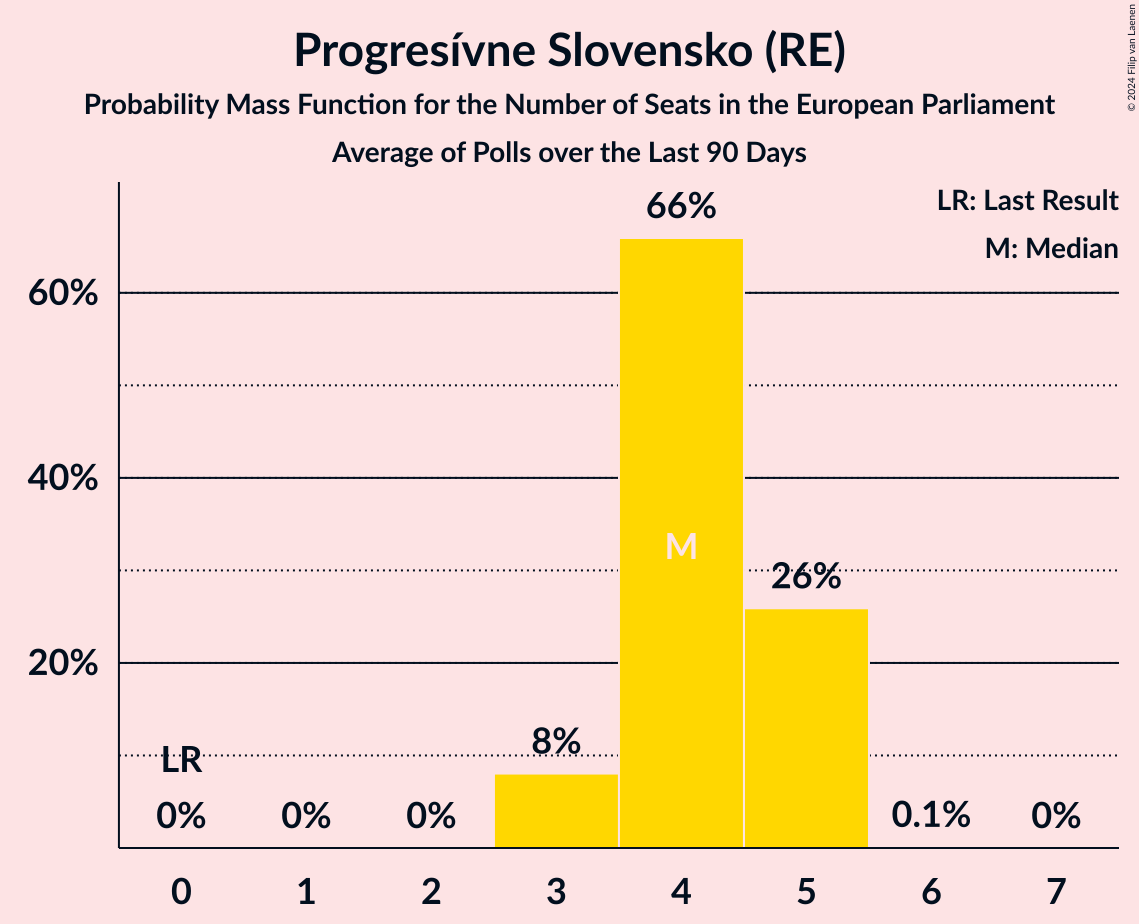 Progresívne Slovensko (RE)
Probability Mass Function for the Number of Seats in the European Parliament
Average of Polls over the Last 90 Days
© 2024 Filip van Laenen
LR: Last Result
M: Median
60%
40%
20%
LR
0%
0%
0%
8%
66%
M
26%
0.1%
0%
0 1 2 3 4 5 6 7